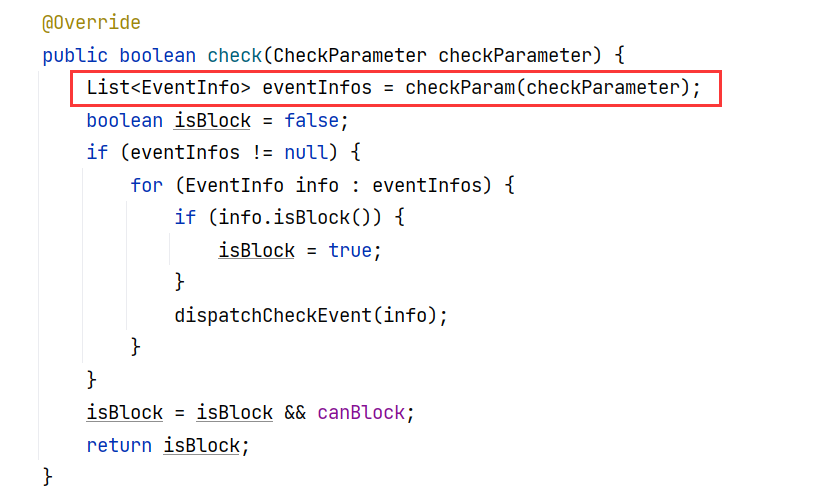 @Override
public boolean check(CheckParameter checkParameter) {
    List<EventInfo> eventInfos = checkParam(checkParameter);
    boolean isBlock = false;
    if (eventInfos != null) {
        for (EventInfo info : eventInfos) {
            if (info.isBlock()) {
                isBlock = true;
            }
            dispatchCheckEvent(info);
        }
    }
    isBlock = isBlock && canBlock;
    return isBlock;
}